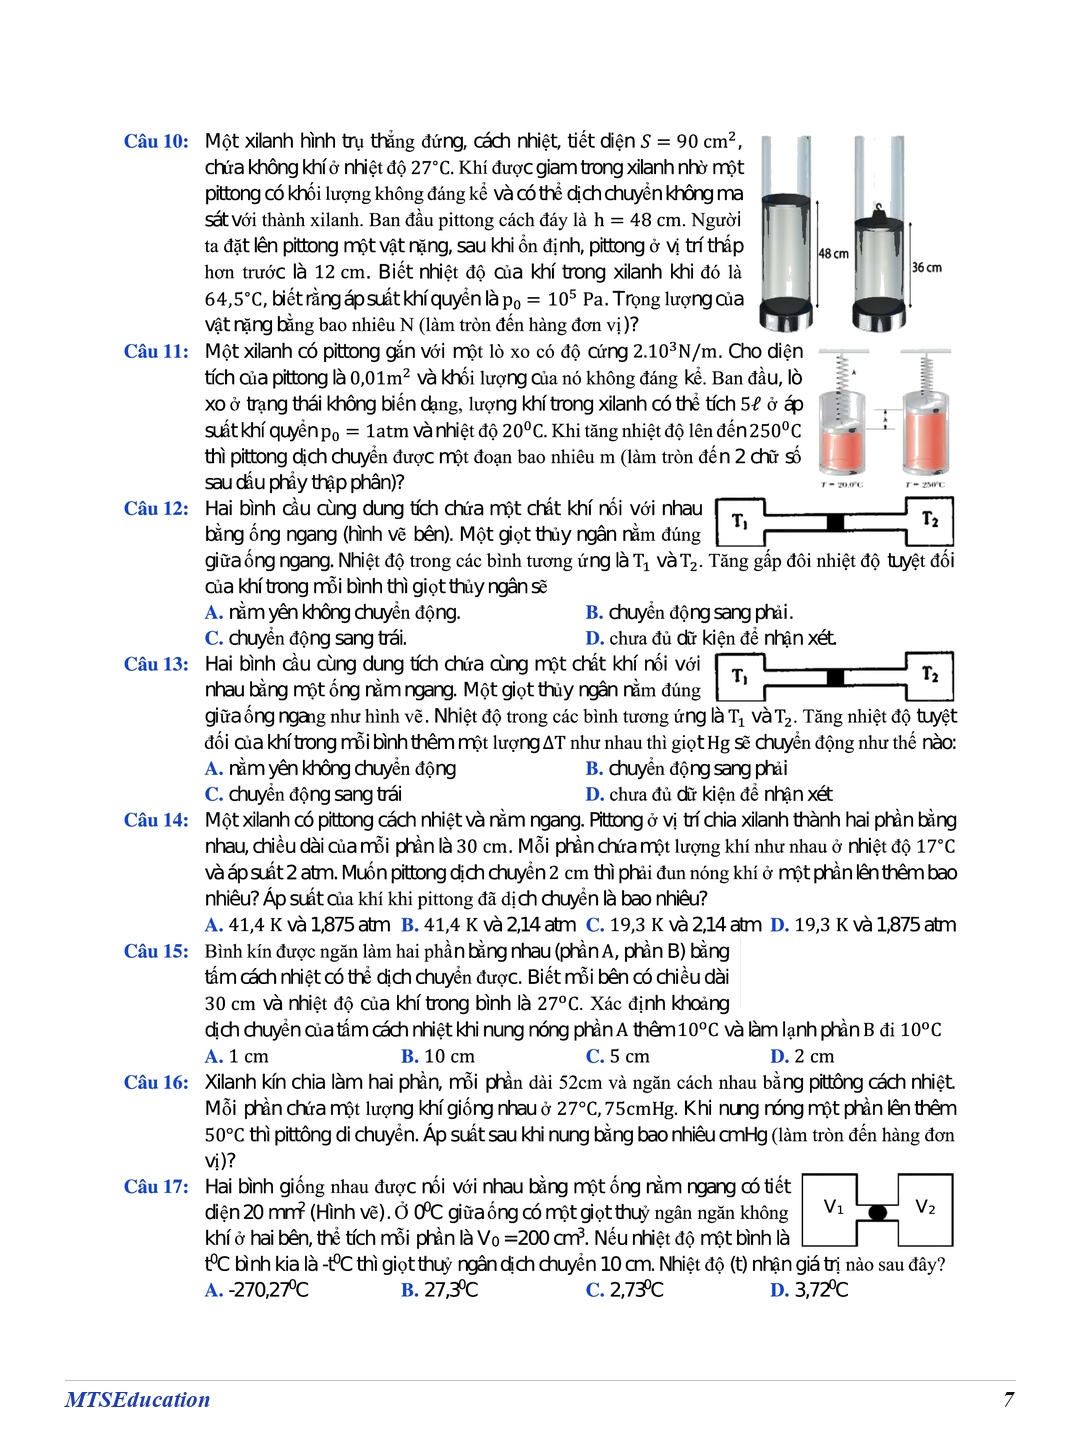 Câu 10: Một xilanh hình trụ thẳng đứng, cách nhiệt, tiết diện S = 90 cm²,
chứa không khí ở nhiệt độ 27°C. Khí được giam trong xilanh nhờ một
pittong có khối lượng không đáng kể và có thể dịch chuyển không ma
sát với thành xilanh. Ban đầu pittong cách đáy là h = 48 cm. Người
ta đặt lên pittong một vật nặng, sau khi ổn định, pittong ở vị trí thấp
hơn trước là 12 cm. Biết nhiệt độ của khí trong xilanh khi đó là
64,5°C, biết rằng áp suất khí quyển là p₀ = 10⁵ Pa. Trọng lượng của
vật nặng bằng bao nhiêu N (làm tròn đến hàng đơn vị)?
48 cm
36 cm
Câu 11: Một xilanh có pittong gắn với một lò xo có độ cứng 2.10³N/m. Cho diện
tích của pittong là 0,01m² và khối lượng của nó không đáng kể. Ban đầu, lò
xo ở trạng thái không biến dạng, lượng khí trong xilanh có thể tích 5ℓ ở áp
suất khí quyển p₀ = 1atm và nhiệt độ 20⁰C. Khi tăng nhiệt độ lên đến 250⁰C
thì pittong dịch chuyển được một đoạn bao nhiêu m (làm tròn đến 2 chữ số
sau dấu phẩy thập phân)?
T = 20.0°C
T = 250°C
Câu 12: Hai bình cầu cùng dung tích chứa một chất khí nối với nhau
bằng ống ngang (hình vẽ bên). Một giọt thủy ngân nằm đúng
giữa ống ngang. Nhiệt độ trong các bình tương ứng là T₁ và T₂. Tăng gấp đôi nhiệt độ tuyệt đối
của khí trong mỗi bình thì giọt thủy ngân sẽ
T₁ T₂
A. nằm yên không chuyển động. B. chuyển động sang phải.
C. chuyển động sang trái. D. chưa đủ dữ kiện để nhận xét.
Câu 13: Hai bình cầu cùng dung tích chứa cùng một chất khí nối với
nhau bằng một ống nằm ngang. Một giọt thủy ngân nằm đúng
giữa ống ngang như hình vẽ. Nhiệt độ trong các bình tương ứng là T₁ và T₂. Tăng nhiệt độ tuyệt
đối của khí trong mỗi bình thêm một lượng ΔT như nhau thì giọt Hg sẽ chuyển động như thế nào:
T₁ T₂
A. nằm yên không chuyển động B. chuyển động sang phải
C. chuyển động sang trái D. chưa đủ dữ kiện để nhận xét
Câu 14: Một xilanh có pittong cách nhiệt và nằm ngang. Pittong ở vị trí chia xilanh thành hai phần bằng
nhau, chiều dài của mỗi phần là 30 cm. Mỗi phần chứa một lượng khí như nhau ở nhiệt độ 17°C
và áp suất 2 atm. Muốn pittong dịch chuyển 2 cm thì phải đun nóng khí ở một phần lên thêm bao
nhiêu? Áp suất của khí khi pittong đã dịch chuyển là bao nhiêu?
A. 41,4 K và 1,875 atm B. 41,4 K và 2,14 atm C. 19,3 K và 2,14 atm D. 19,3 K và 1,875 atm
Câu 15: Bình kín được ngăn làm hai phần bằng nhau (phần A, phần B) bằng
tấm cách nhiệt có thể dịch chuyển được. Biết mỗi bên có chiều dài
30 cm và nhiệt độ của khí trong bình là 27⁰C. Xác định khoảng
dịch chuyển của tấm cách nhiệt khi nung nóng phần A thêm 10⁰C và làm lạnh phần B đi 10⁰C
A. 1 cm B. 10 cm C. 5 cm D. 2 cm
Câu 16: Xilanh kín chia làm hai phần, mỗi phần dài 52cm và ngăn cách nhau bằng pittông cách nhiệt.
Mỗi phần chứa một lượng khí giống nhau ở 27°C, 75cmHg. Khi nung nóng một phần lên thêm
50°C thì pittông di chuyển. Áp suất sau khi nung bằng bao nhiêu cmHg (làm tròn đến hàng đơn
vị)?
Câu 17: Hai bình giống nhau được nối với nhau bằng một ống nằm ngang có tiết
diện 20 mm² (Hình vẽ). Ở 0⁰C giữa ống có một giọt thuỷ ngân ngăn không
khí ở hai bên, thể tích mỗi phần là V₀ =200 cm³. Nếu nhiệt độ một bình là
t⁰C bình kia là -t⁰C thì giọt thuỷ ngân dịch chuyển 10 cm. Nhiệt độ (t) nhận giá trị nào sau đây?
V₁ V₂
A. -270,27⁰C B. 27,3⁰C C. 2,73⁰C D. 3,72⁰C
MTSEducation 7